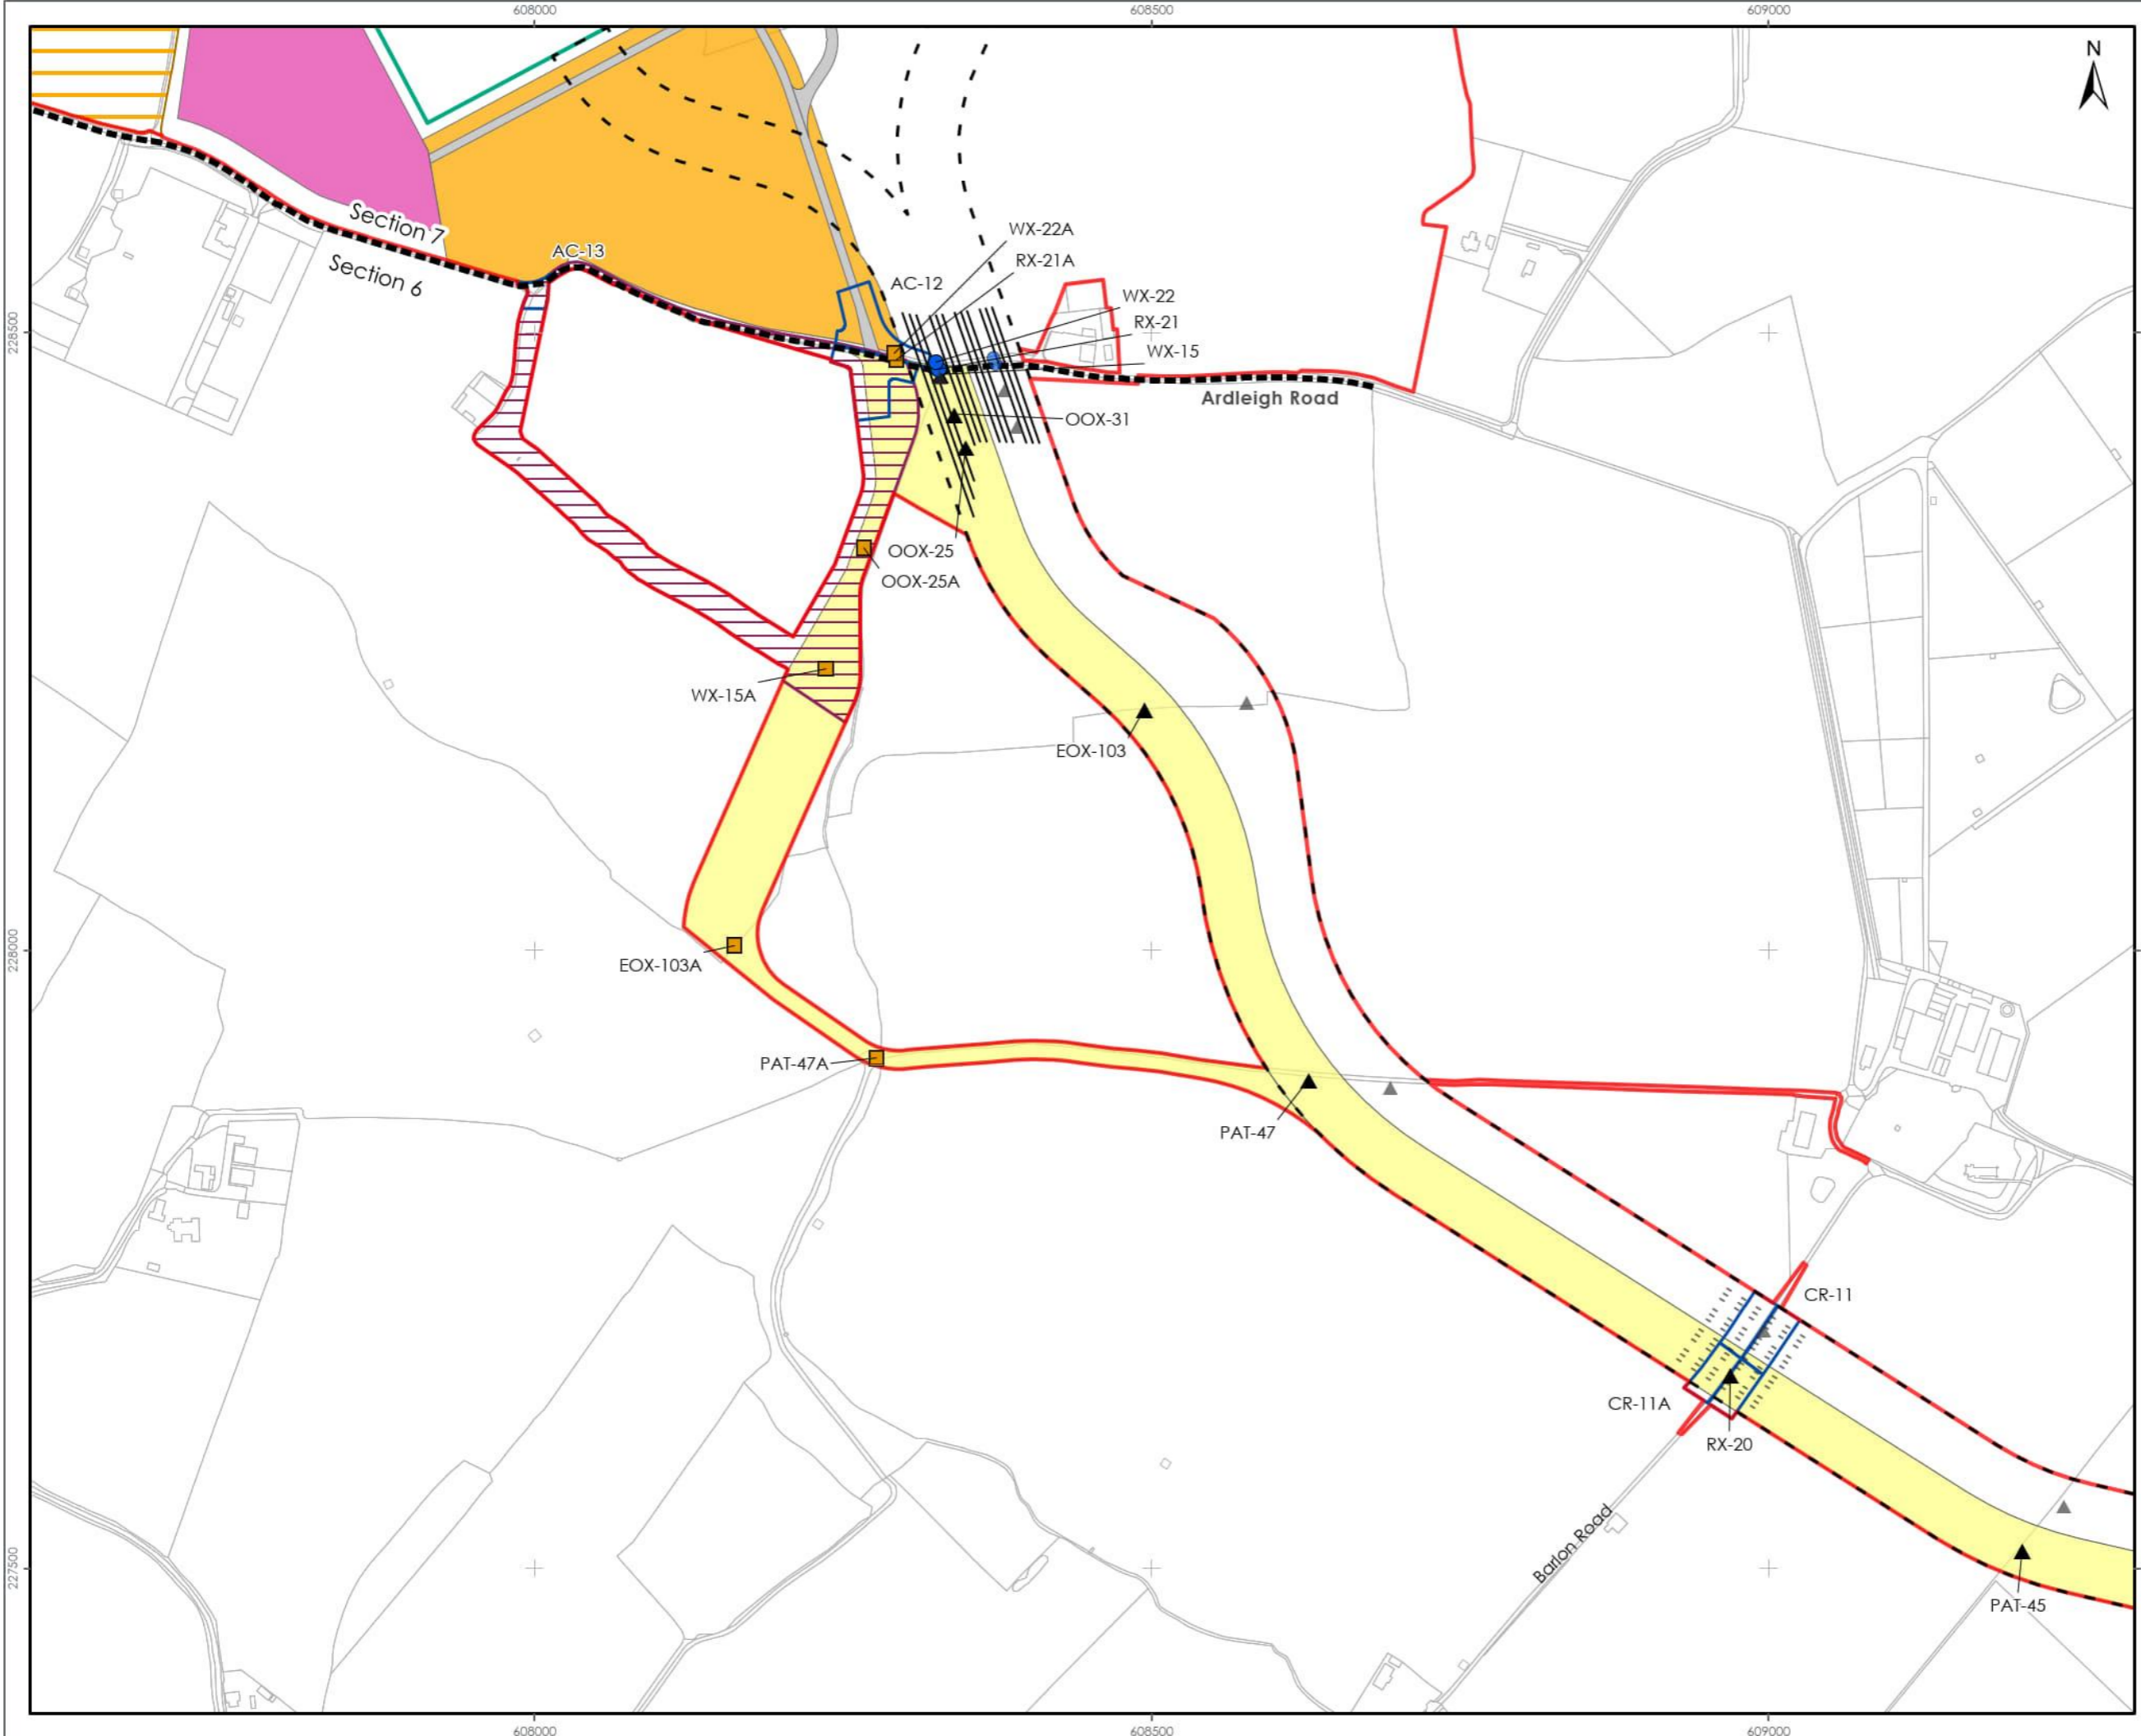 608000
608500
609000
N
Section 7
Section 6
AC-13
WX-22A
RX-21A
AC-12
WX-22
RX-21
WX-15
228500
Ardleigh Road
OOX-31
OOX-25
OOX-25A
WX-15A
EOX-103
228000
EOX-103A
PAT-47A
PAT-47
CR-11
CR-11A
RX-20
Barlon Road
227500
PAT-45
608000
608500
609000